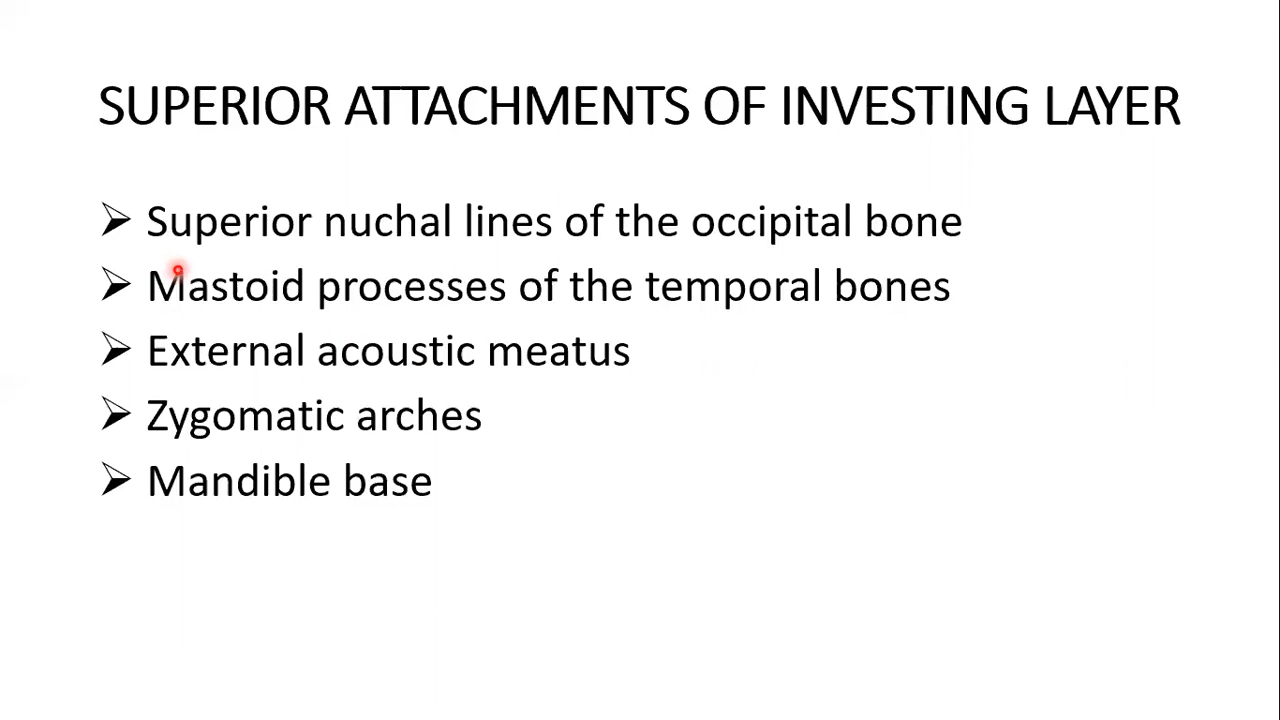 SUPERIOR ATTACHMENTS OF INVESTING LAYER
Superior nuchal lines of the occipital bone
Mastoid processes of the temporal bones
External acoustic meatus
Zygomatic arches
Mandible base